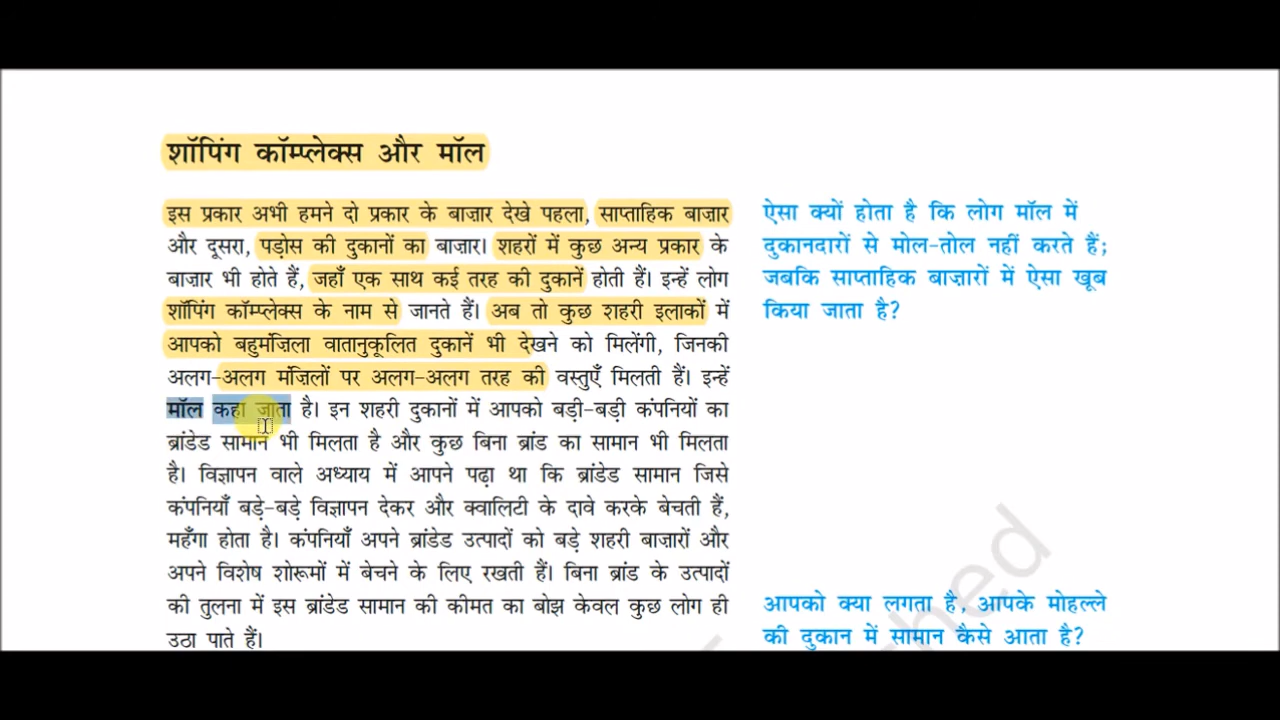 शॉपिंग कॉम्प्लेक्स और मॉल
इस प्रकार अभी हमने दो प्रकार के बाज़ार देखे पहला, साप्ताहिक बाज़ार
और दूसरा, पड़ोस की दुकानों का बाज़ार। शहरों में कुछ अन्य प्रकार के
बाज़ार भी होते हैं, जहाँ एक साथ कई तरह की दुकानें होती हैं। इन्हें लोग
शॉपिंग कॉम्प्लेक्स के नाम से जानते हैं। अब तो कुछ शहरी इलाकों में
आपको बहुमंज़िला वातानुकूलित दुकानें भी देखने को मिलेंगी, जिनकी
अलग-अलग मंज़िलों पर अलग-अलग तरह की वस्तुएँ मिलती हैं। इन्हें
मॉल कहा जाता है। इन शहरी दुकानों में आपको बड़ी-बड़ी कंपनियों का
ब्रांडेड सामान भी मिलता है और कुछ बिना ब्रांड का सामान भी मिलता
है। विज्ञापन वाले अध्याय में आपने पढ़ा था कि ब्रांडेड सामान जिसे
कंपनियाँ बड़े-बड़े विज्ञापन देकर और क्वालिटी के दावे करके बेचती हैं,
महँगा होता है। कंपनियाँ अपने ब्रांडेड उत्पादों को बड़े शहरी बाज़ारों और
अपने विशेष शोरूमों में बेचने के लिए रखती हैं। बिना ब्रांड के उत्पादों
की तुलना में इस ब्रांडेड सामान की कीमत का बोझ केवल कुछ लोग ही
उठा पाते हैं।
ऐसा क्यों होता है कि लोग मॉल में
दुकानदारों से मोल-तोल नहीं करते हैं;
जबकि साप्ताहिक बाज़ारों में ऐसा खूब
किया जाता है?
आपको क्या लगता है, आपके मोहल्ले
की दुकान में सामान कैसे आता है?